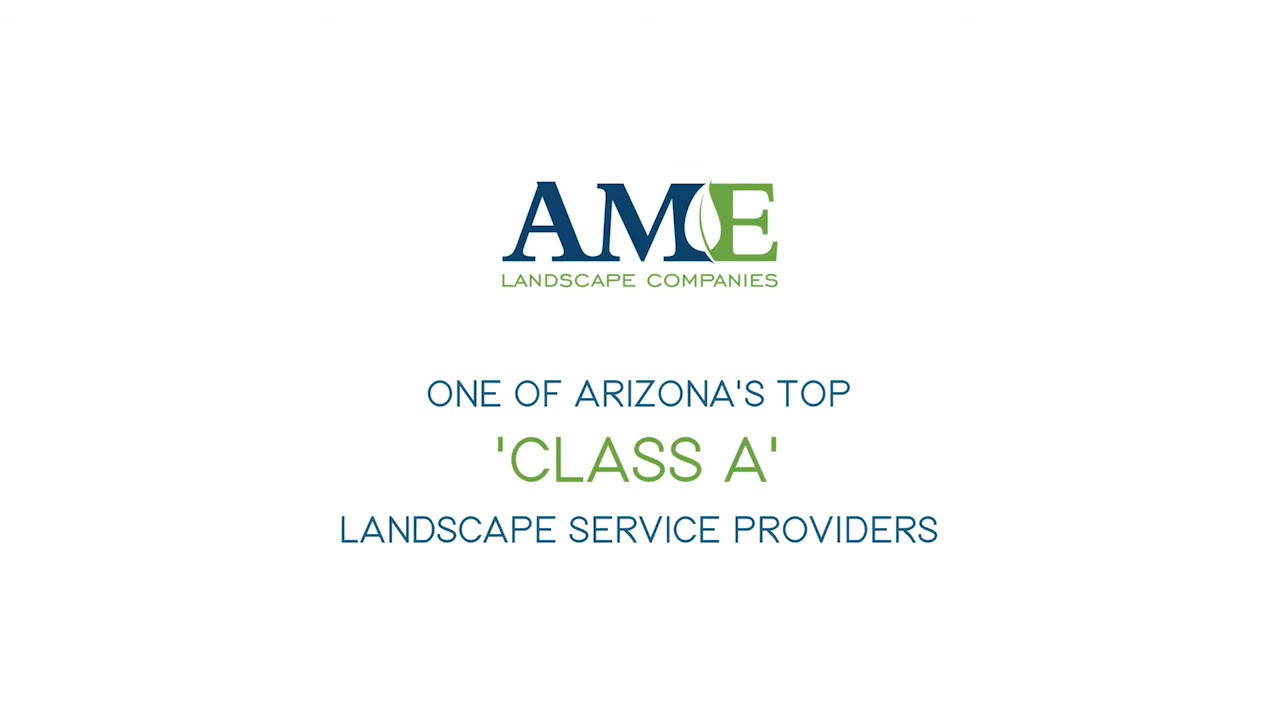 AME
LANDSCAPE COMPANIES
ONE OF ARIZONA'S TOP
'CLASS A'
LANDSCAPE SERVICE PROVIDERS